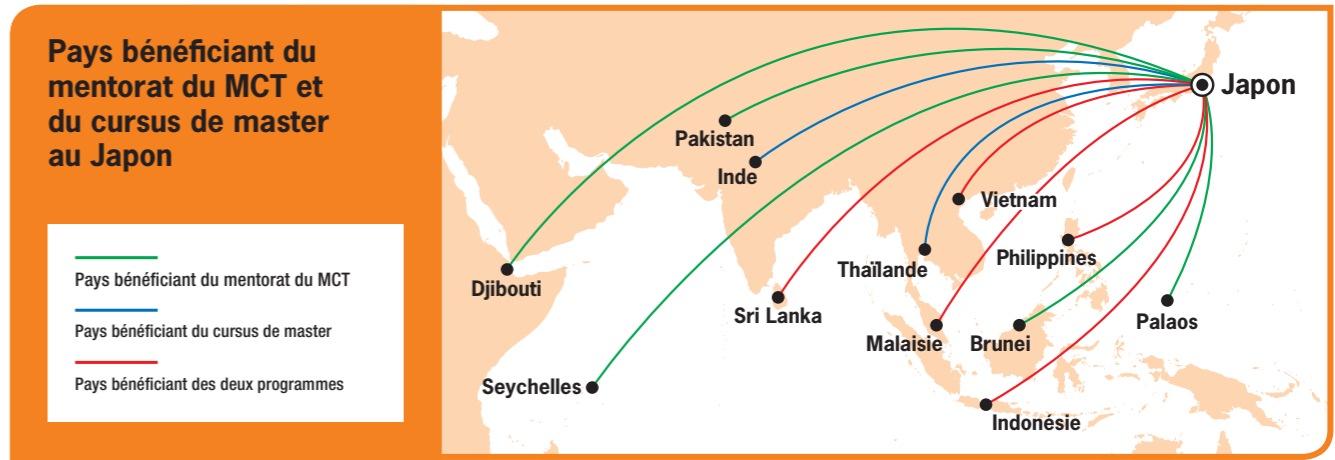 Pays bénéficiant du
mentorat du MCT et
du cursus de master
au Japon
Pays bénéficiant du mentorat du MCT
Pays bénéficiant du cursus de master
Pays bénéficiant des deux programmes
Japon
Pakistan
Inde
Vietnam
Thaïlande
Philippines
Djibouti
Sri Lanka
Malaisie
Brunei
Palaos
Seychelles
Indonésie